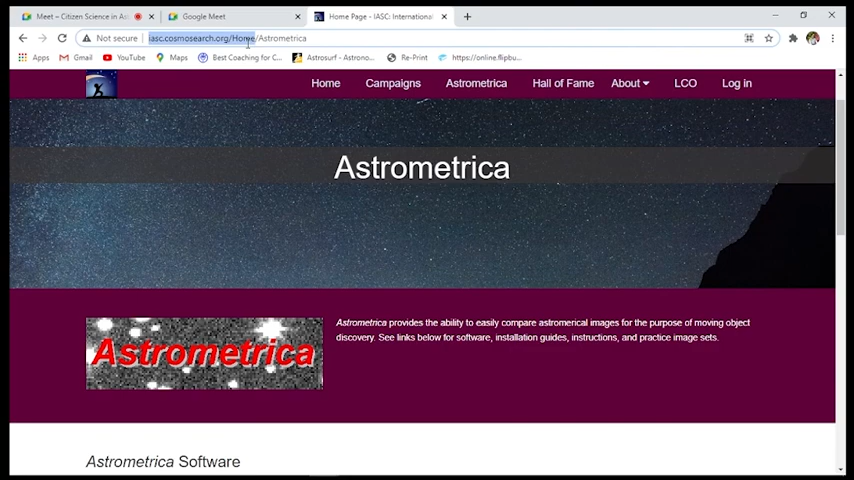 Meet – Citizen Science in As
Google Meet
Home Page - IASC: International
Not secure
iasc.cosmosearch.org/Home/Astrometrica
Apps
Gmail
YouTube
Maps
Best Coaching for C...
Astrosurf - Astrono...
Re-Print
https://online.flipbu...
Home
Campaigns
Astrometrica
Hall of Fame
About
LCO
Log in
Astrometrica
Astrometrica
Astrometrica provides the ability to easily compare astromerical images for the purpose of moving object
discovery. See links below for software, installation guides, instructions, and practice image sets.
Astrometrica Software